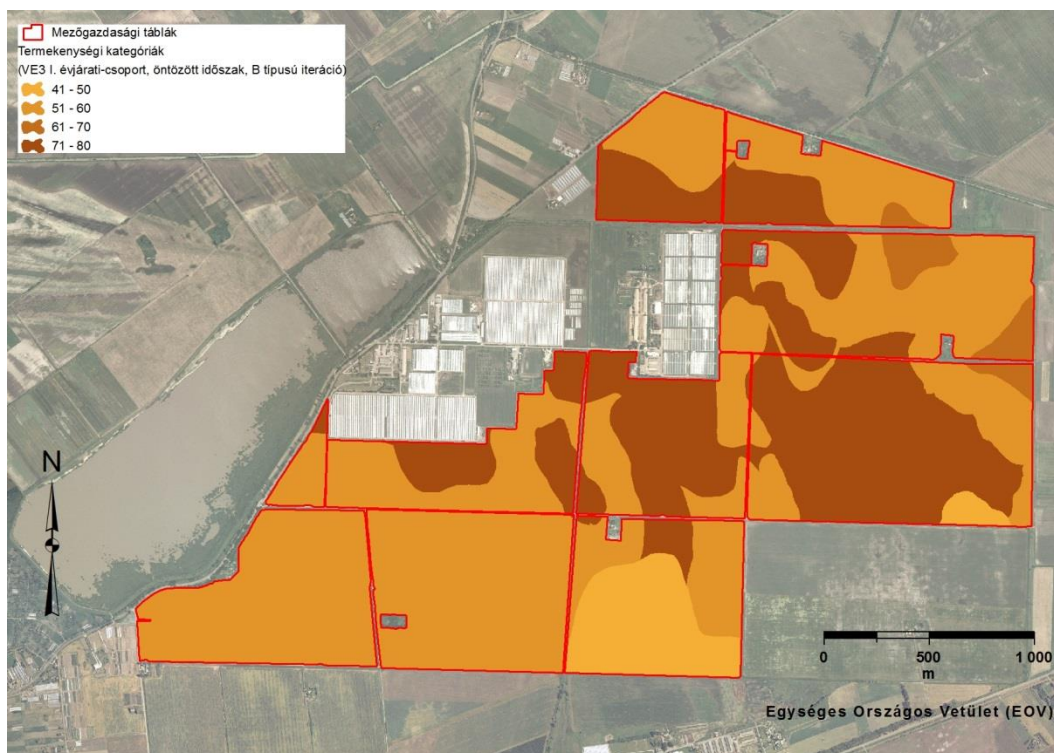 Mezőgazdasági táblák
Termekenységi kategóriák
(VE3 I. évjárati-csoport, öntözött időszak, B típusú iteráció)
41 - 50
51 - 60
61 - 70
71 - 80
N
0 500 1 000
m
Egységes Országos Vetület (EOV)